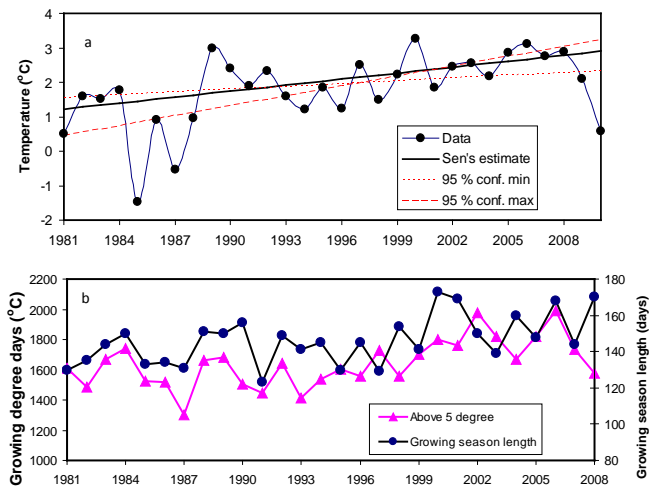 a
Temperature (°C)
4
3
2
1
0
-1
-2
Data
Sen's estimate
95 % conf. min
95 % conf. max
1981 1984 1987 1990 1993 1996 1999 2002 2005 2008
b
Growing degree days (°C)
2200
2000
1800
1600
1400
1200
1000
180
160
140
120
100
80
Growing season length (days)
Above 5 degree
Growing season length
1981 1984 1987 1990 1993 1996 1999 2002 2005 2008